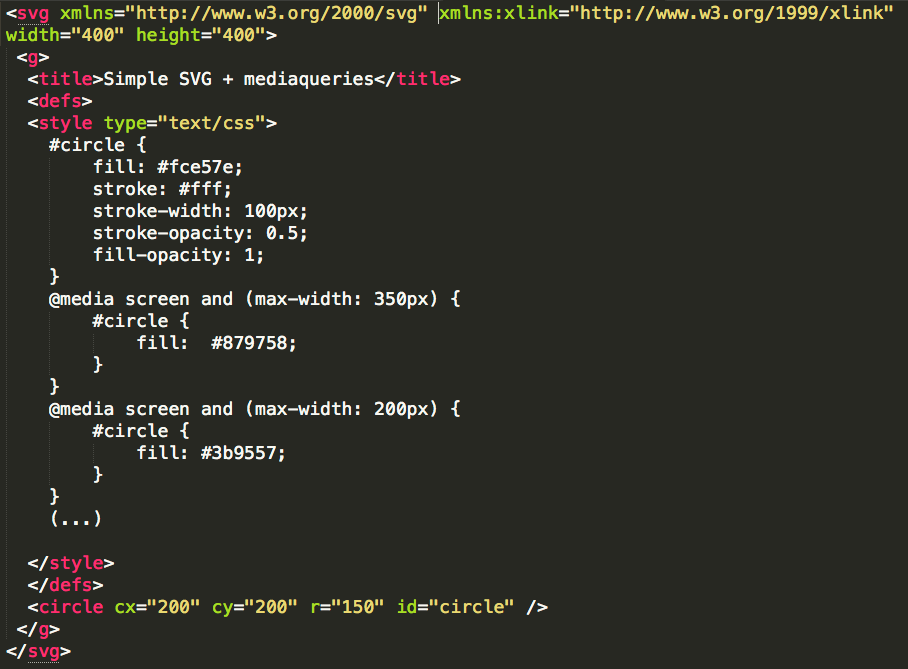 <svg xmlns="http://www.w3.org/2000/svg" xmlns:xlink="http://www.w3.org/1999/xlink"
width="400" height="400">
<g>
<title>Simple SVG + mediaqueries</title>
<defs>
<style type="text/css">
#circle {
fill: #fce57e;
stroke: #fff;
stroke-width: 100px;
stroke-opacity: 0.5;
fill-opacity: 1;
}
@media screen and (max-width: 350px) {
#circle {
fill:  #879758;
}
}
@media screen and (max-width: 200px) {
#circle {
fill: #3b9557;
}
}
(...)
</style>
</defs>
<circle cx="200" cy="200" r="150" id="circle" />
</g>
</svg>